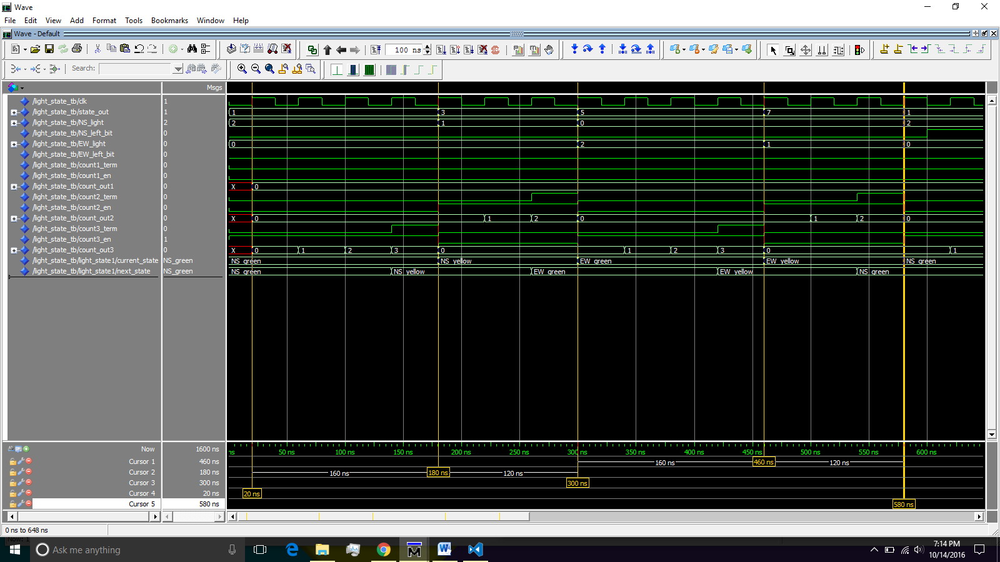 Wave
File Edit View Add Format Tools Bookmarks Window Help
Wave - Default
100 ns
Search:
Msgs
/light_state_tb/clk 1
/light_state_tb/state_out 1 1 3 5 7 1
/light_state_tb/NS_light 2 2 1 0 2
/light_state_tb/NS_left_bit 0
/light_state_tb/EW_light 0 0 2 1 0
/light_state_tb/EW_left_bit 0
/light_state_tb/count1_term 0
/light_state_tb/count1_en 0
/light_state_tb/count_out1 0 X 0
/light_state_tb/count2_term 0
/light_state_tb/count2_en 0
/light_state_tb/count_out2 0 X 0 1 2 0 1 2 0
/light_state_tb/count3_term 0
/light_state_tb/count3_en 1
/light_state_tb/count_out3 0 X 0 1 2 3 0 1 2 3 0 1
/light_state_tb/light_state1/current_state NS_green NS_green NS_yellow EW_green EW_yellow NS_green
/light_state_tb/light_state1/next_state NS_green NS_green NS_yellow EW_green EW_yellow NS_green
Now 1600 ns ns 50 ns 100 ns 150 ns 200 ns 250 ns 300 ns 350 ns 400 ns 450 ns 500 ns 550 ns 600 ns
Cursor 1 460 ns 160 ns 460 ns 120 ns
Cursor 2 180 ns 160 ns 180 ns 120 ns
Cursor 3 300 ns 300 ns
Cursor 4 20 ns 20 ns
Cursor 5 580 ns 580 ns
0 ns to 648 ns
Ask me anything
7:14 PM
10/14/2016